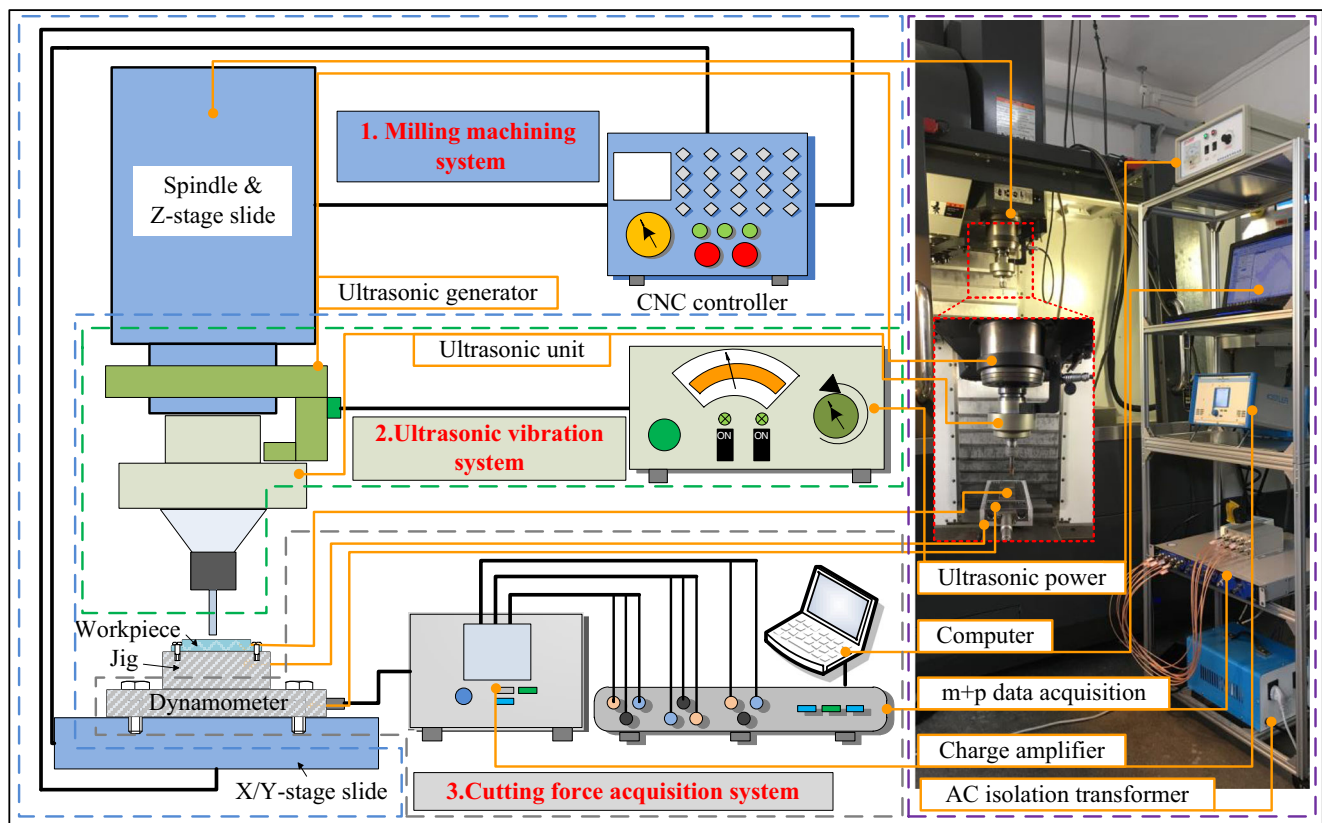 1. Milling machining
system
Spindle &
Z-stage slide
Ultrasonic generator
CNC controller
Ultrasonic unit
2.Ultrasonic vibration
system
ON
ON
Workpiece
Jig
Dynamometer
X/Y-stage slide
3.Cutting force acquisition system
Ultrasonic power
Computer
m+p data acquisition
Charge amplifier
AC isolation transformer